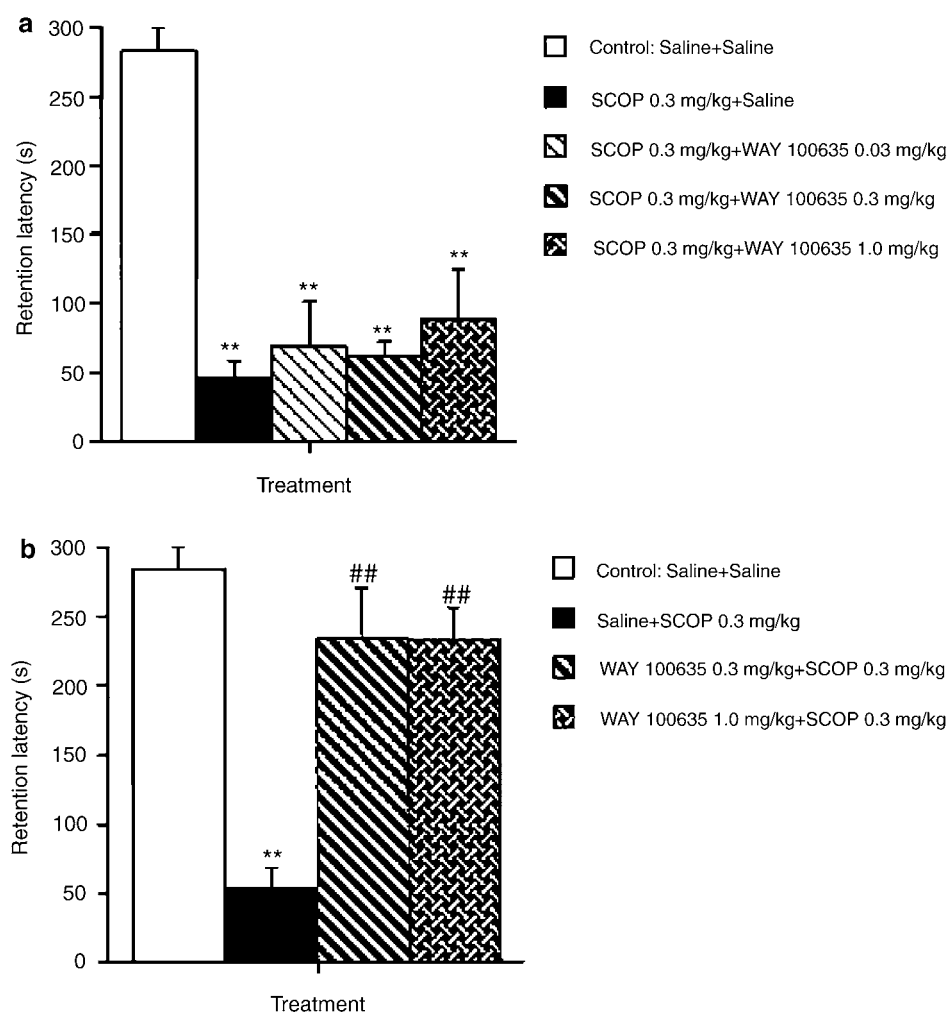 a
300
250
200
150
100
50
0
Retention latency (s)
**
**
**
**
Treatment
Control: Saline+Saline
SCOP 0.3 mg/kg+Saline
SCOP 0.3 mg/kg+WAY 100635 0.03 mg/kg
SCOP 0.3 mg/kg+WAY 100635 0.3 mg/kg
SCOP 0.3 mg/kg+WAY 100635 1.0 mg/kg
b
300
250
200
150
100
50
0
Retention latency (s)
**
##
##
Treatment
Control: Saline+Saline
Saline+SCOP 0.3 mg/kg
WAY 100635 0.3 mg/kg+SCOP 0.3 mg/kg
WAY 100635 1.0 mg/kg+SCOP 0.3 mg/kg